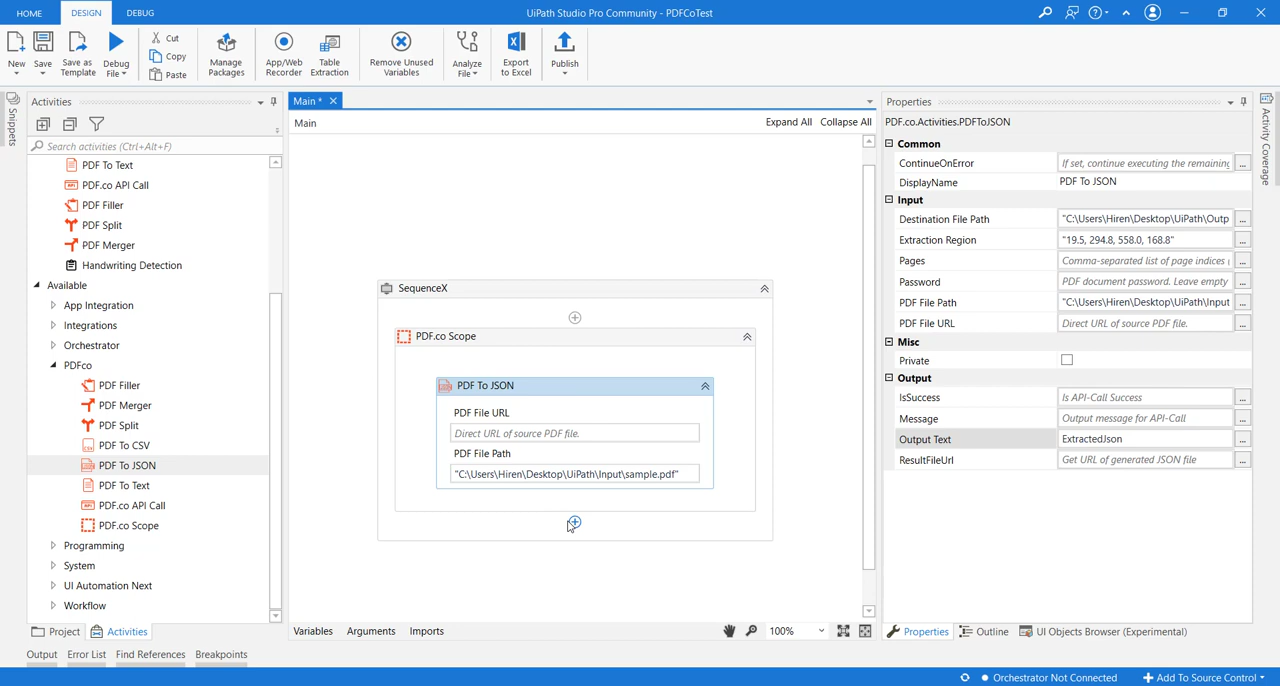 HOME DESIGN DEBUG
UiPath Studio Pro Community - PDFCoTest
New Save Save as Template Debug File
Cut
Copy
Paste
Manage Packages
App/Web Recorder
Table Extraction
Remove Unused Variables
Analyze File
Export to Excel
Publish
Snippets
Activities
Search activities (Ctrl+Alt+F)
PDF To Text
PDF.co API Call
PDF Filler
PDF Split
PDF Merger
Handwriting Detection
Available
App Integration
Integrations
Orchestrator
PDFco
PDF Filler
PDF Merger
PDF Split
PDF To CSV
PDF To JSON
PDF To Text
PDF.co API Call
PDF.co Scope
Programming
System
UI Automation Next
Workflow
Project Activities
Main *
Main
Expand All Collapse All
SequenceX
PDF.co Scope
PDF To JSON
PDF File URL
Direct URL of source PDF file.
PDF File Path
"C:\Users\Hiren\Desktop\UiPath\Input\sample.pdf"
Variables Arguments Imports
100%
Properties
PDF.co.Activities.PDFToJSON
Common
ContinueOnError If set, continue executing the remaining ...
DisplayName PDF To JSON
Input
Destination File Path "C:\Users\Hiren\Desktop\UiPath\Outp ...
Extraction Region "19.5, 294.8, 558.0, 168.8" ...
Pages Comma-separated list of page indices ( ...
Password PDF document password. Leave empty ...
PDF File Path "C:\Users\Hiren\Desktop\UiPath\Input ...
PDF File URL Direct URL of source PDF file. ...
Misc
Private
Output
IsSuccess Is API-Call Success ...
Message Output message for API-Call ...
Output Text ExtractedJson ...
ResultFileUrl Get URL of generated JSON file ...
Properties Outline UI Objects Browser (Experimental)
Activity Coverage
Output Error List Find References Breakpoints
Orchestrator Not Connected
Add To Source Control